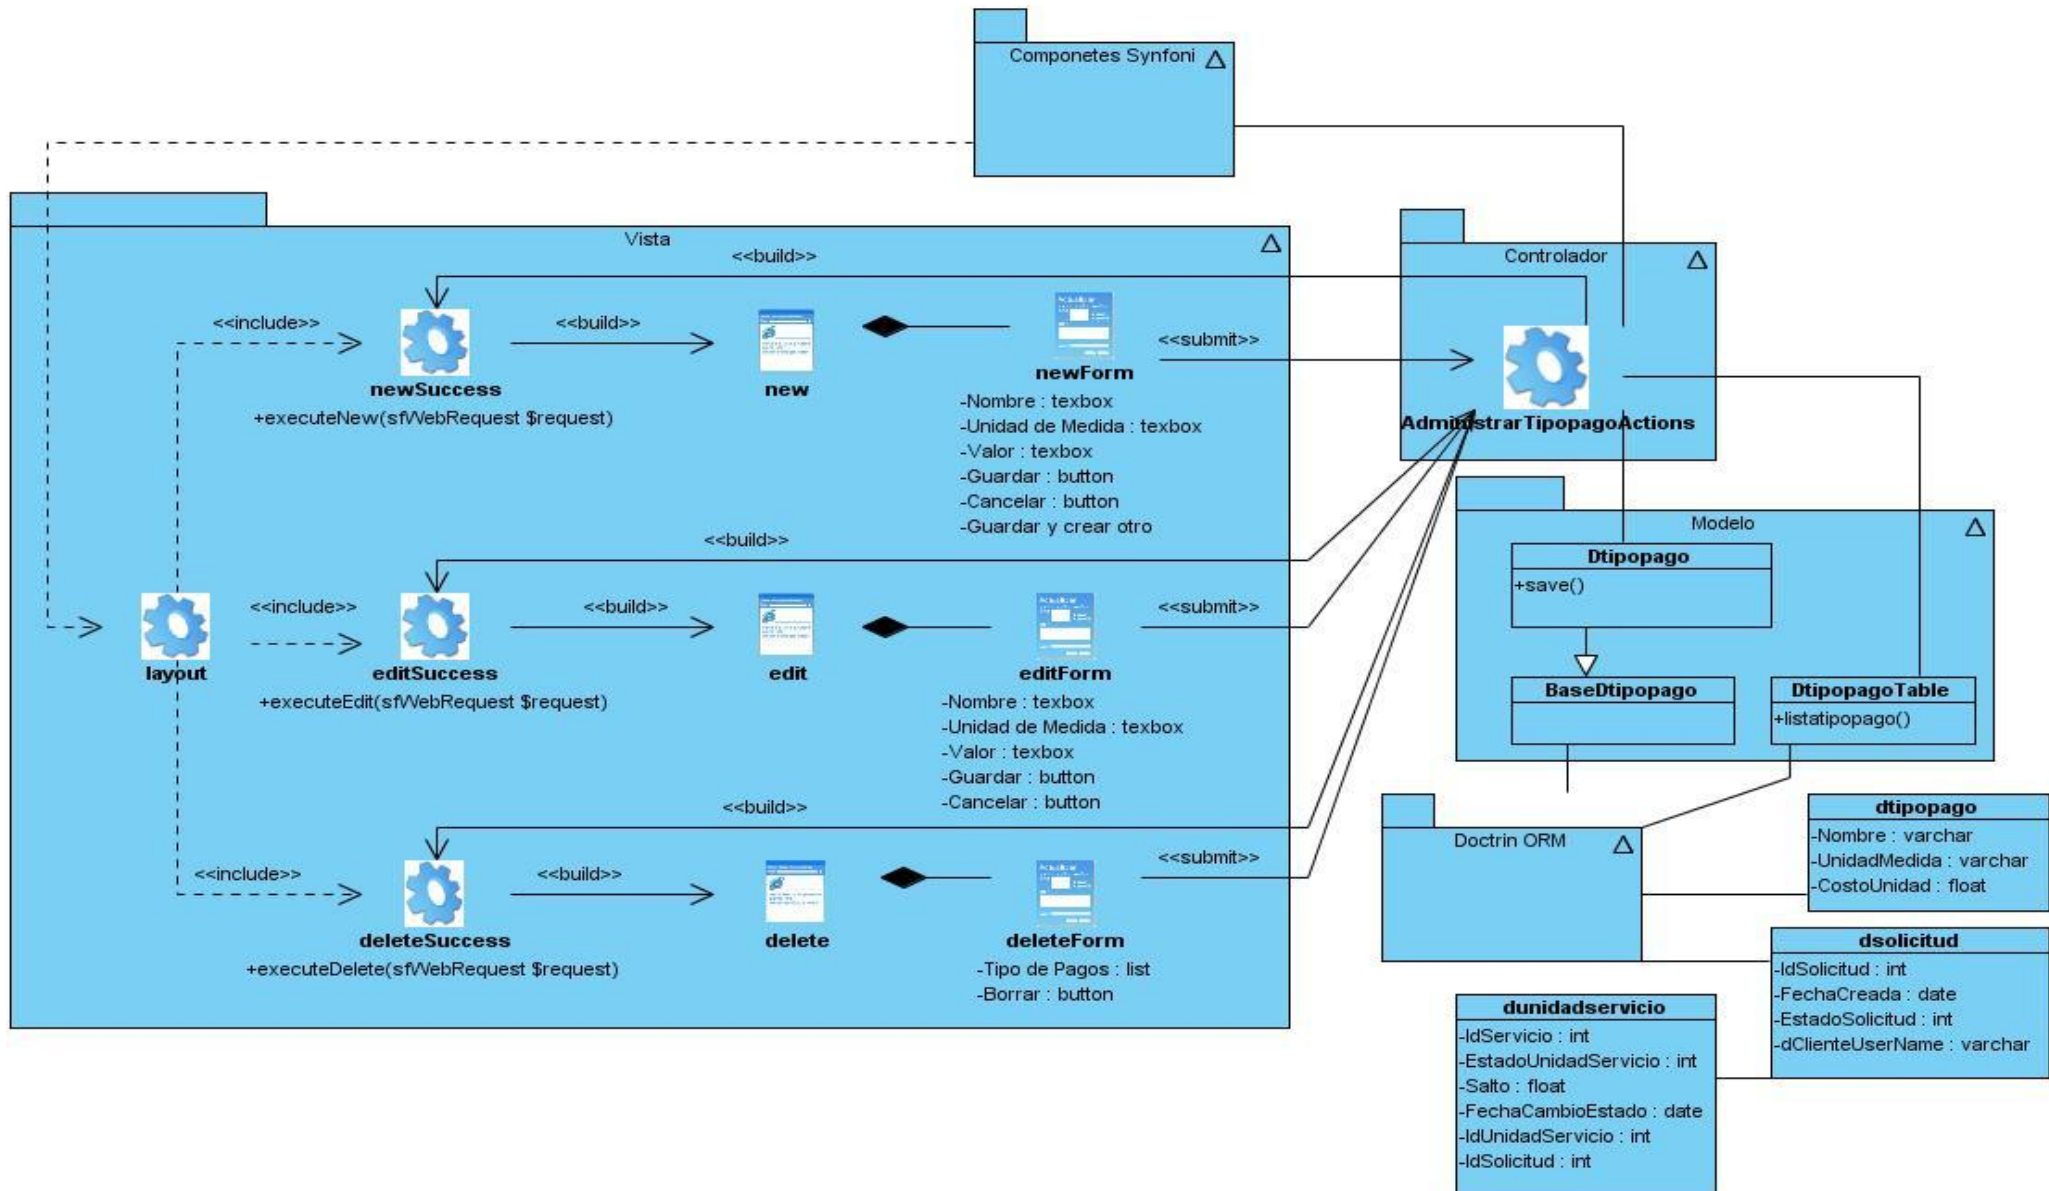 Componetes Synfoni
Vista
<<build>>
<<include>>
<<build>>
<<submit>>
newSuccess
+executeNew(sfWebRequest $request)
new
newForm
-Nombre : texbox
-Unidad de Medida : texbox
-Valor : texbox
-Guardar : button
-Cancelar : button
-Guardar y crear otro
<<build>>
<<include>>
<<build>>
<<submit>>
layout
editSuccess
+executeEdit(sfWebRequest $request)
edit
editForm
-Nombre : texbox
-Unidad de Medida : texbox
-Valor : texbox
-Guardar : button
-Cancelar : button
<<build>>
<<include>>
<<build>>
<<submit>>
deleteSuccess
+executeDelete(sfWebRequest $request)
delete
deleteForm
-Tipo de Pagos : list
-Borrar : button
Controlador
AdministrarTipopagoActions
Modelo
Dtipopago
+save()
BaseDtipopago
DtipopagoTable
+listatipopago()
Doctrin ORM
dtipopago
-Nombre : varchar
-UnidadMedida : varchar
-CostoUnidad : float
dsolicitud
-IdSolicitud : int
-FechaCreada : date
-EstadoSolicitud : int
-dClienteUserName : varchar
dunidadservicio
-IdServicio : int
-EstadoUnidadServicio : int
-Salto : float
-FechaCambioEstado : date
-IdUnidadServicio : int
-IdSolicitud : int